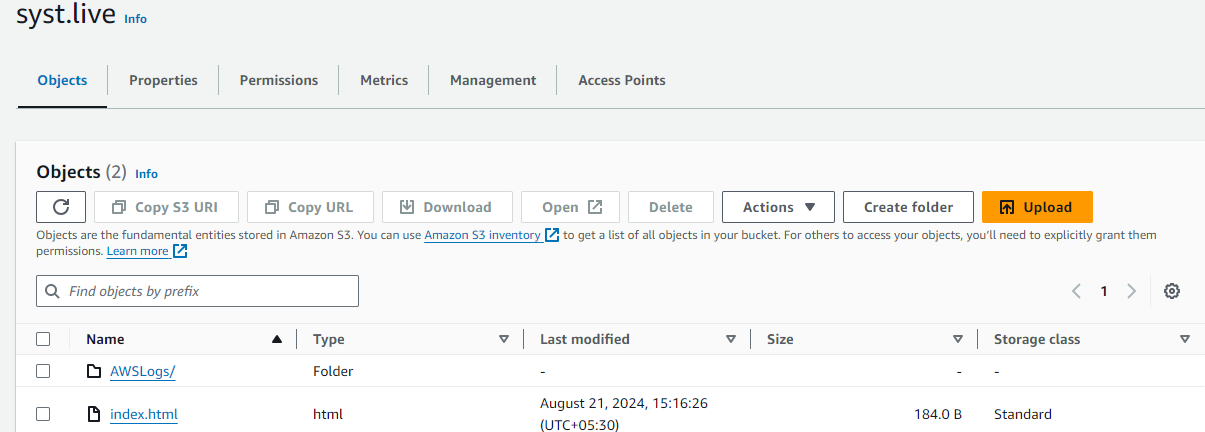 syst.live Info
Objects Properties Permissions Metrics Management Access Points
Objects (2) Info
Copy S3 URI Copy URL Download Open Delete Actions Create folder Upload
Objects are the fundamental entities stored in Amazon S3. You can use Amazon S3 inventory to get a list of all objects in your bucket. For others to access your objects, you'll need to explicitly grant them
permissions. Learn more
Find objects by prefix 1
Name Type Last modified Size Storage class
AWSLogs/ Folder - - -
index.html html August 21, 2024, 15:16:26 184.0 B Standard
(UTC+05:30)